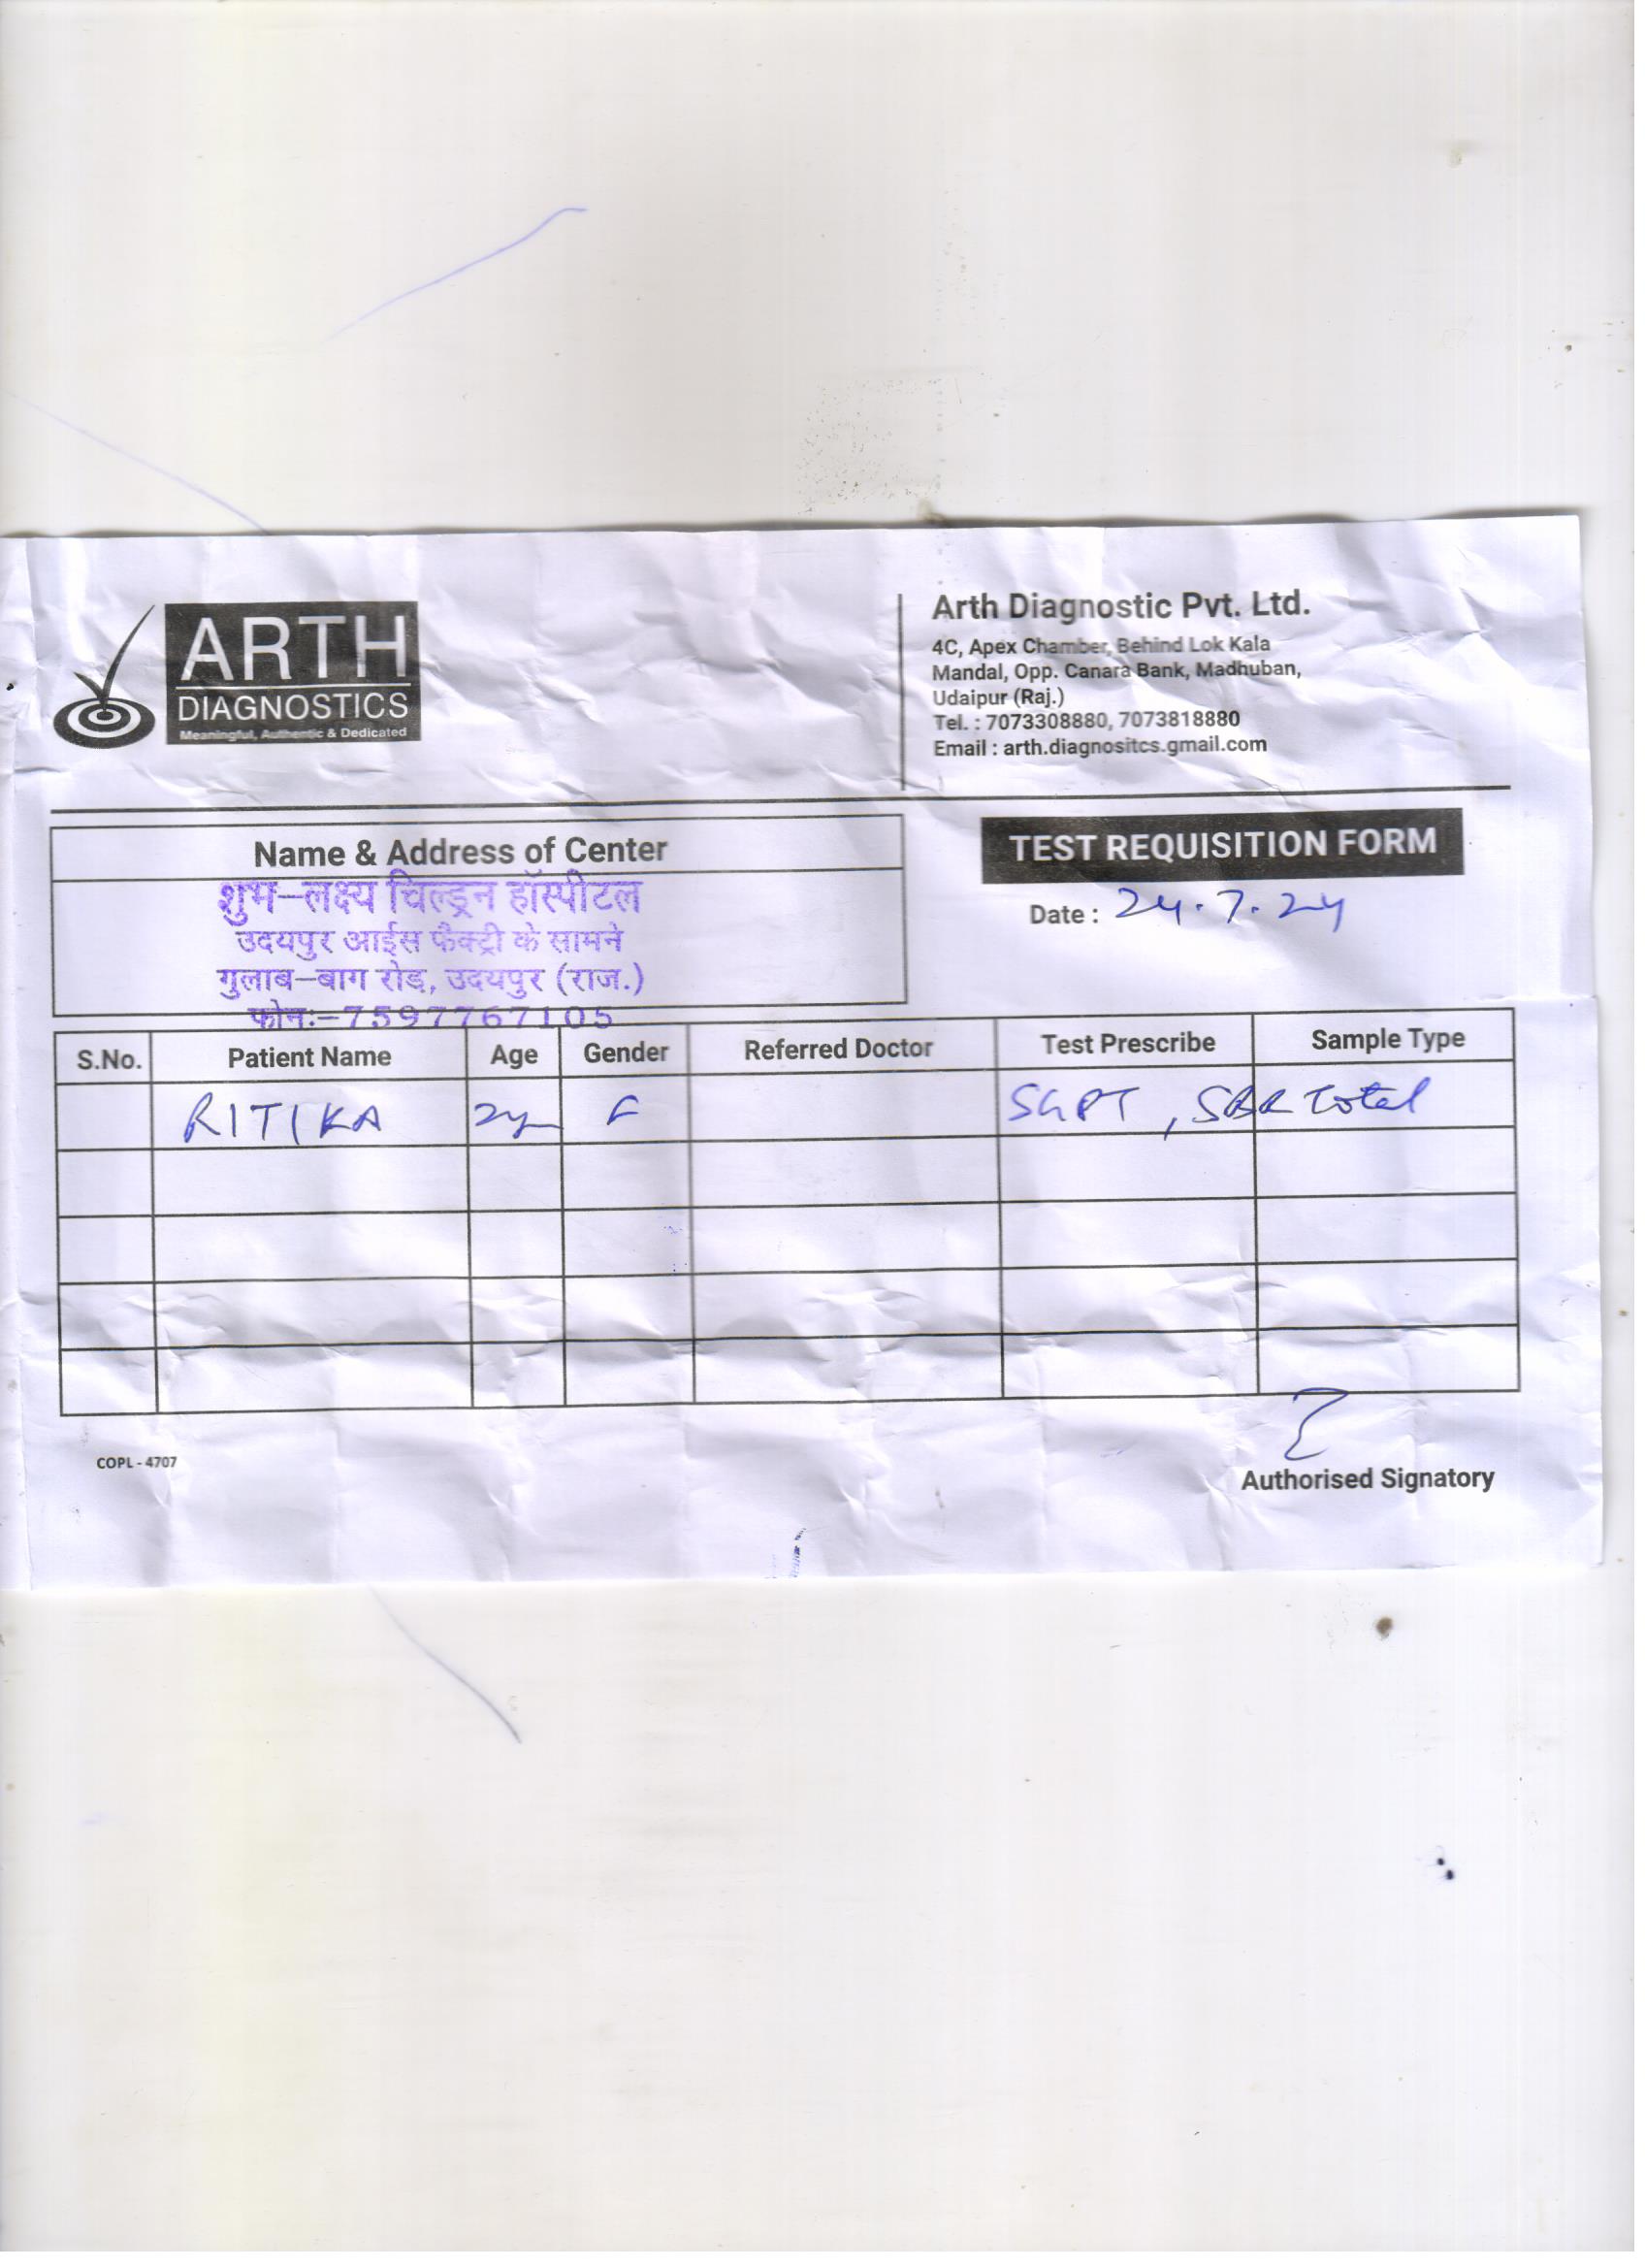 ARTH
DIAGNOSTICS
Meaningful, Authentic & Dedicated
Arth Diagnostic Pvt. Ltd.
4C, Apex Chamber, Behind Lok Kala
Mandal, Opp. Canara Bank, Madhuban,
Udaipur (Raj.)
Tel. : 7073308880, 7073818880
Email : arth.diagnositcs.gmail.com
Name & Address of Center
शुभ-लक्ष्य चिल्ड्रन हॉस्पीटल
उदयपुर आईस फैक्ट्री के सामने
गुलाब-बाग रोड, उदयपुर (राज.)
फोनः-7597767105
TEST REQUISITION FORM
Date : 24.7.24
S.No. Patient Name Age Gender Referred Doctor Test Prescribe Sample Type
RITIKA 2y F SGPT, SBR Total
COPL - 4707
Authorised Signatory